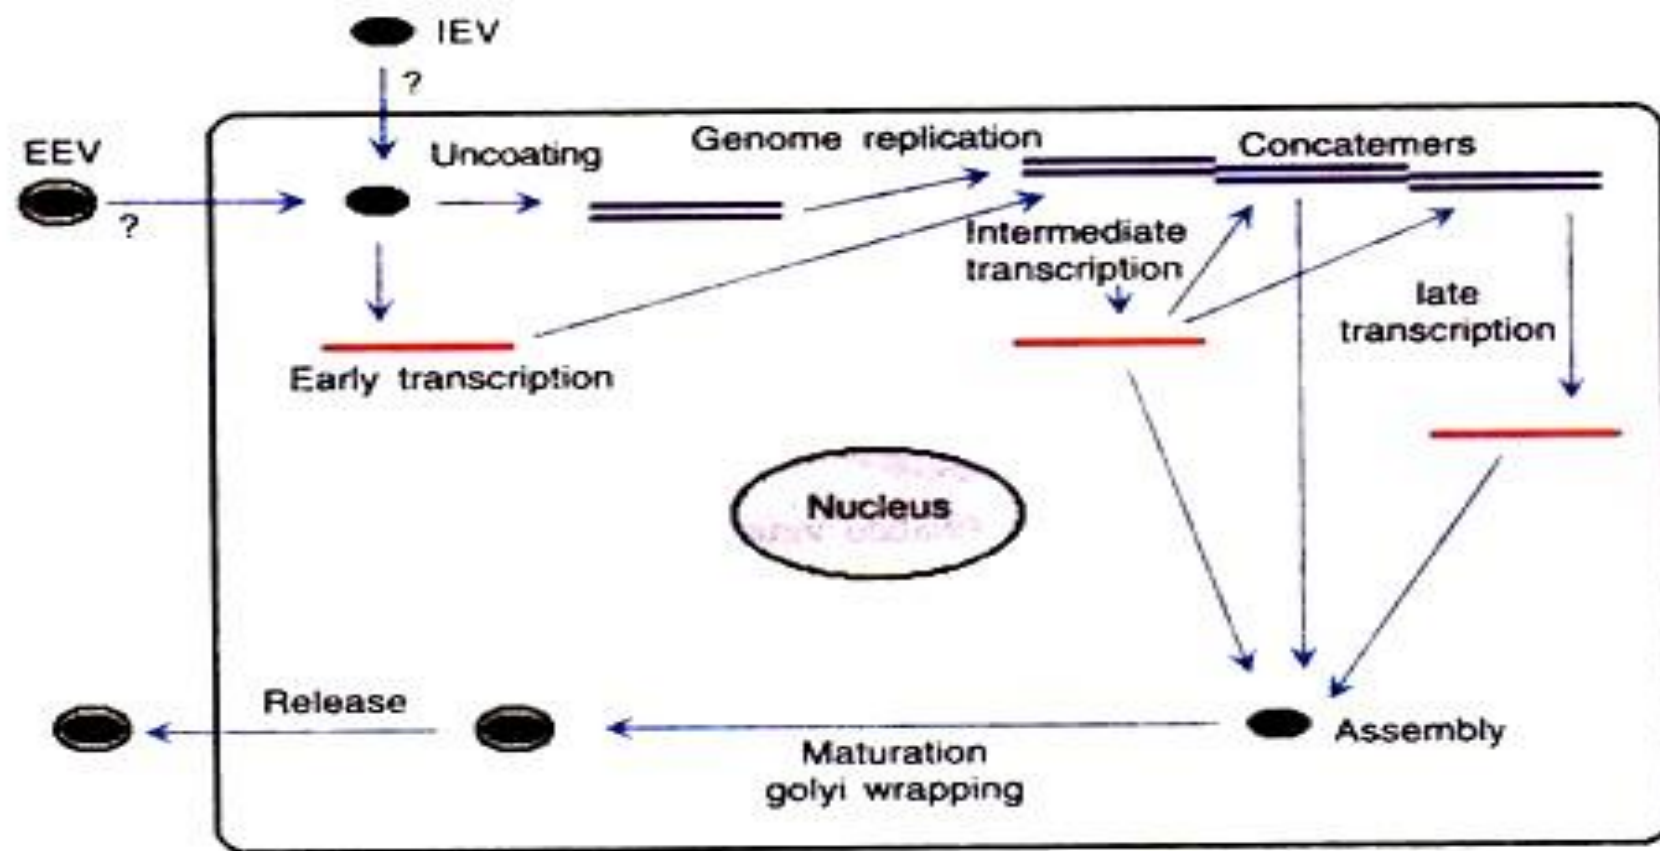 IEV
?
EEV
?
Uncoating
Genome replication
Concatemers
Intermediate
transcription
late
transcription
Early transcription
Nucleus
Release
Maturation
golyi wrapping
Assembly